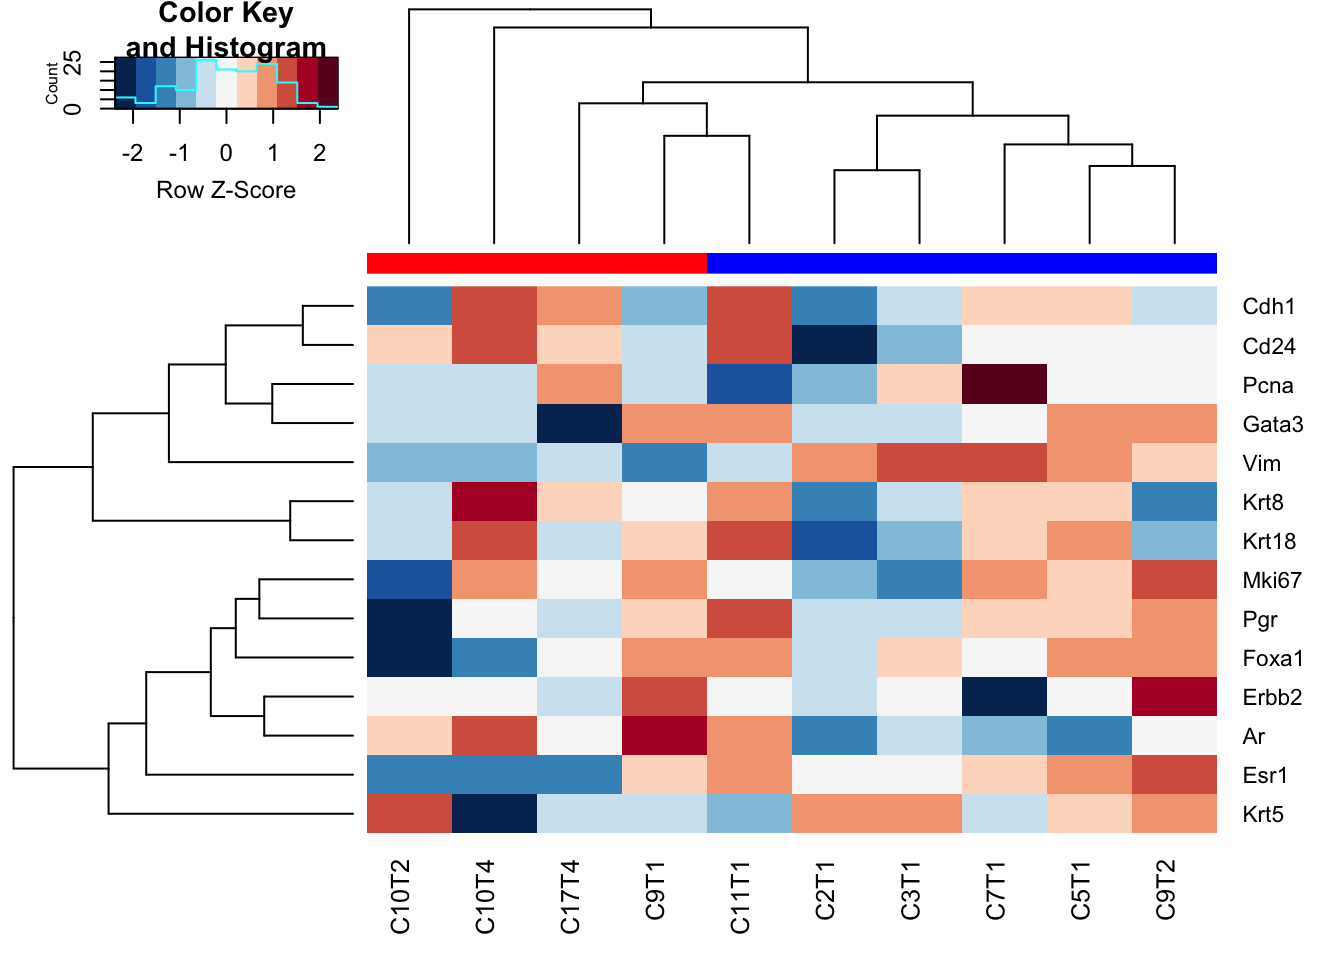 Color Key
and Histogram
Count
0 25
-2 -1 0 1 2
Row Z-Score
Cdh1
Cd24
Pcna
Gata3
Vim
Krt8
Krt18
Mki67
Pgr
Foxa1
Erbb2
Ar
Esr1
Krt5
C10T2 C10T4 C17T4 C9T1 C11T1 C2T1 C3T1 C7T1 C5T1 C9T2